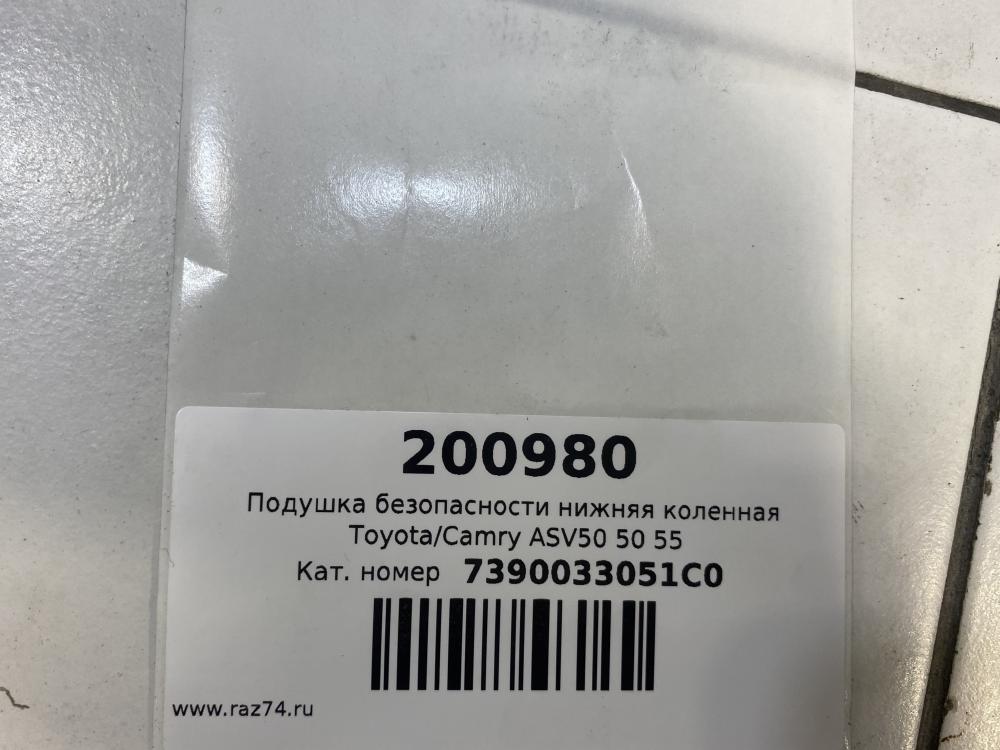 200980
Подушка безопасности нижняя коленная
Toyota/Camry ASV50 50 55
Кат. номер 7390033051C0
www.raz74.ru